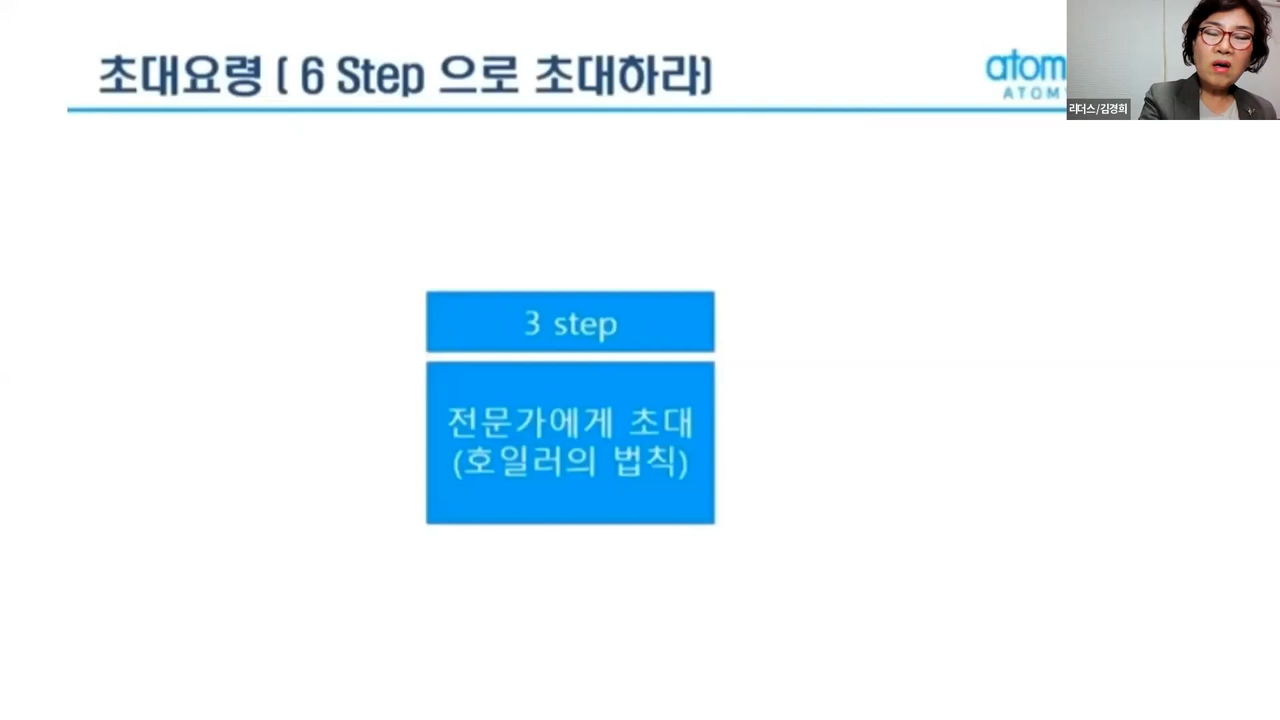 초대요령 ( 6 Step 으로 초대하라)
atom
ATOM
리더스/김경희
3 step
전문가에게 초대
(호일러의 법칙)